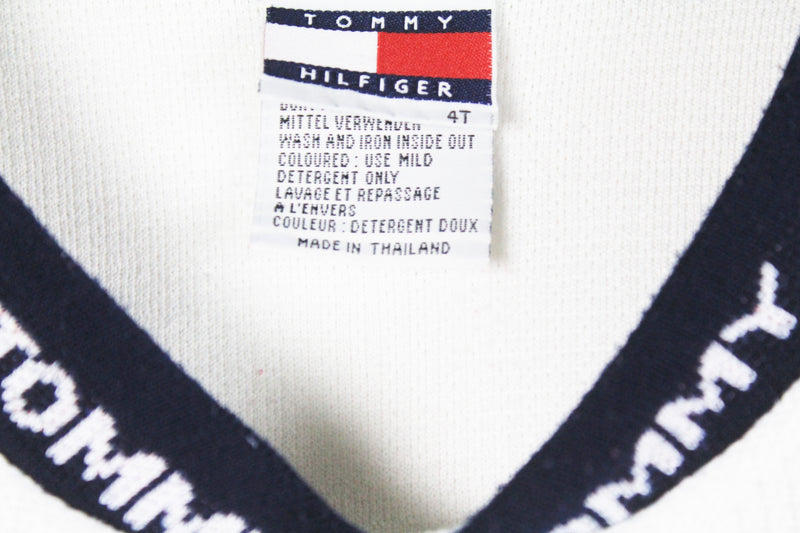 TOMMY
HILFIGER
4T
MITTEL VERWENDEN
WASH AND IRON INSIDE OUT
COLOURED : USE MILD
DETERGENT ONLY
LAVAGE ET REPASSAGE
A L'ENVERS
COULEUR : DETERGENT DOUX
MADE IN THAILAND
TOMMY
TOMMY